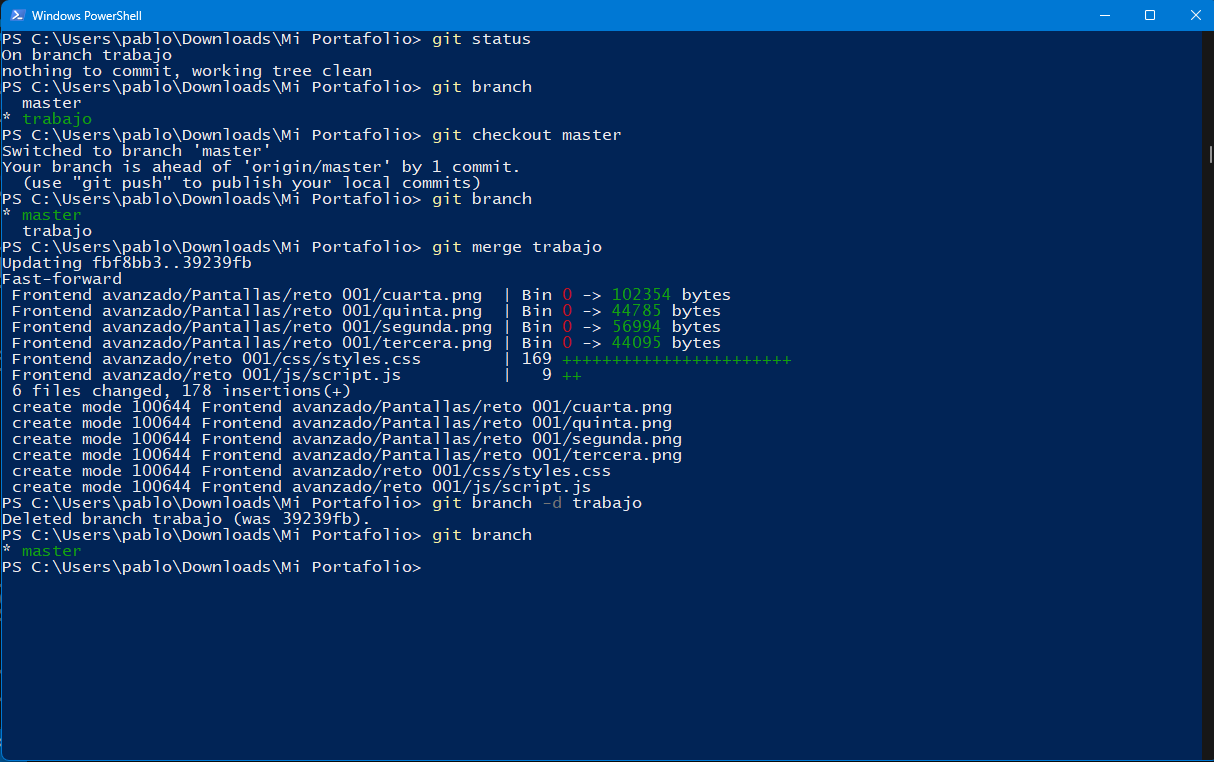 Windows PowerShell
PS C:\Users\pablo\Downloads\Mi Portafolio> git status
On branch trabajo
nothing to commit, working tree clean
PS C:\Users\pablo\Downloads\Mi Portafolio> git branch
  master
* trabajo
PS C:\Users\pablo\Downloads\Mi Portafolio> git checkout master
Switched to branch 'master'
Your branch is ahead of 'origin/master' by 1 commit.
  (use "git push" to publish your local commits)
PS C:\Users\pablo\Downloads\Mi Portafolio> git branch
* master
  trabajo
PS C:\Users\pablo\Downloads\Mi Portafolio> git merge trabajo
Updating fbf8bb3..39239fb
Fast-forward
 Frontend avanzado/Pantallas/reto 001/cuarta.png  | Bin 0 -> 102354 bytes
 Frontend avanzado/Pantallas/reto 001/quinta.png  | Bin 0 -> 44785 bytes
 Frontend avanzado/Pantallas/reto 001/segunda.png | Bin 0 -> 56994 bytes
 Frontend avanzado/Pantallas/reto 001/tercera.png | Bin 0 -> 44095 bytes
 Frontend avanzado/reto 001/css/styles.css        | 169 +++++++++++++++++++++++
 Frontend avanzado/reto 001/js/script.js          |   9 ++
 6 files changed, 178 insertions(+)
 create mode 100644 Frontend avanzado/Pantallas/reto 001/cuarta.png
 create mode 100644 Frontend avanzado/Pantallas/reto 001/quinta.png
 create mode 100644 Frontend avanzado/Pantallas/reto 001/segunda.png
 create mode 100644 Frontend avanzado/Pantallas/reto 001/tercera.png
 create mode 100644 Frontend avanzado/reto 001/css/styles.css
 create mode 100644 Frontend avanzado/reto 001/js/script.js
PS C:\Users\pablo\Downloads\Mi Portafolio> git branch -d trabajo
Deleted branch trabajo (was 39239fb).
PS C:\Users\pablo\Downloads\Mi Portafolio> git branch
* master
PS C:\Users\pablo\Downloads\Mi Portafolio>